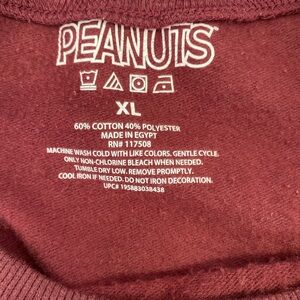 PEANUTS
XL
60% COTTON 40% POLYESTER
MADE IN EGYPT
RN# 117508
MACHINE WASH COLD WITH LIKE COLORS. GENTLE CYCLE.
ONLY NON-CHLORINE BLEACH WHEN NEEDED.
TUMBLE DRY LOW. REMOVE PROMPTLY.
COOL IRON IF NEEDED. DO NOT IRON DECORATION.
UPC# 195883038438